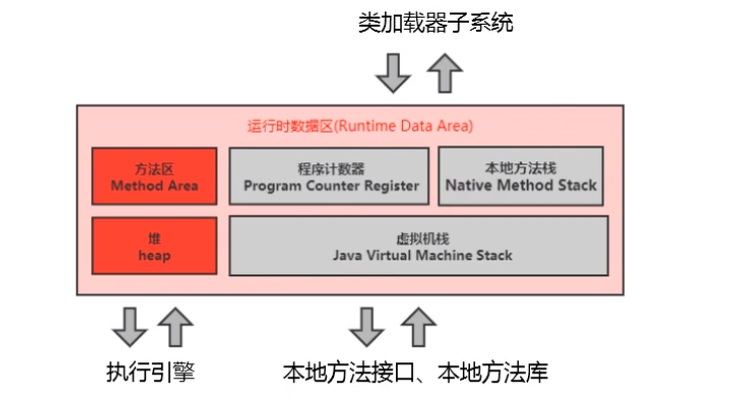 类加载器子系统
运行时数据区(Runtime Data Area)
方法区
Method Area
程序计数器
Program Counter Register
本地方法栈
Native Method Stack
堆
heap
虚拟机栈
Java Virtual Machine Stack
执行引擎
本地方法接口、本地方法库